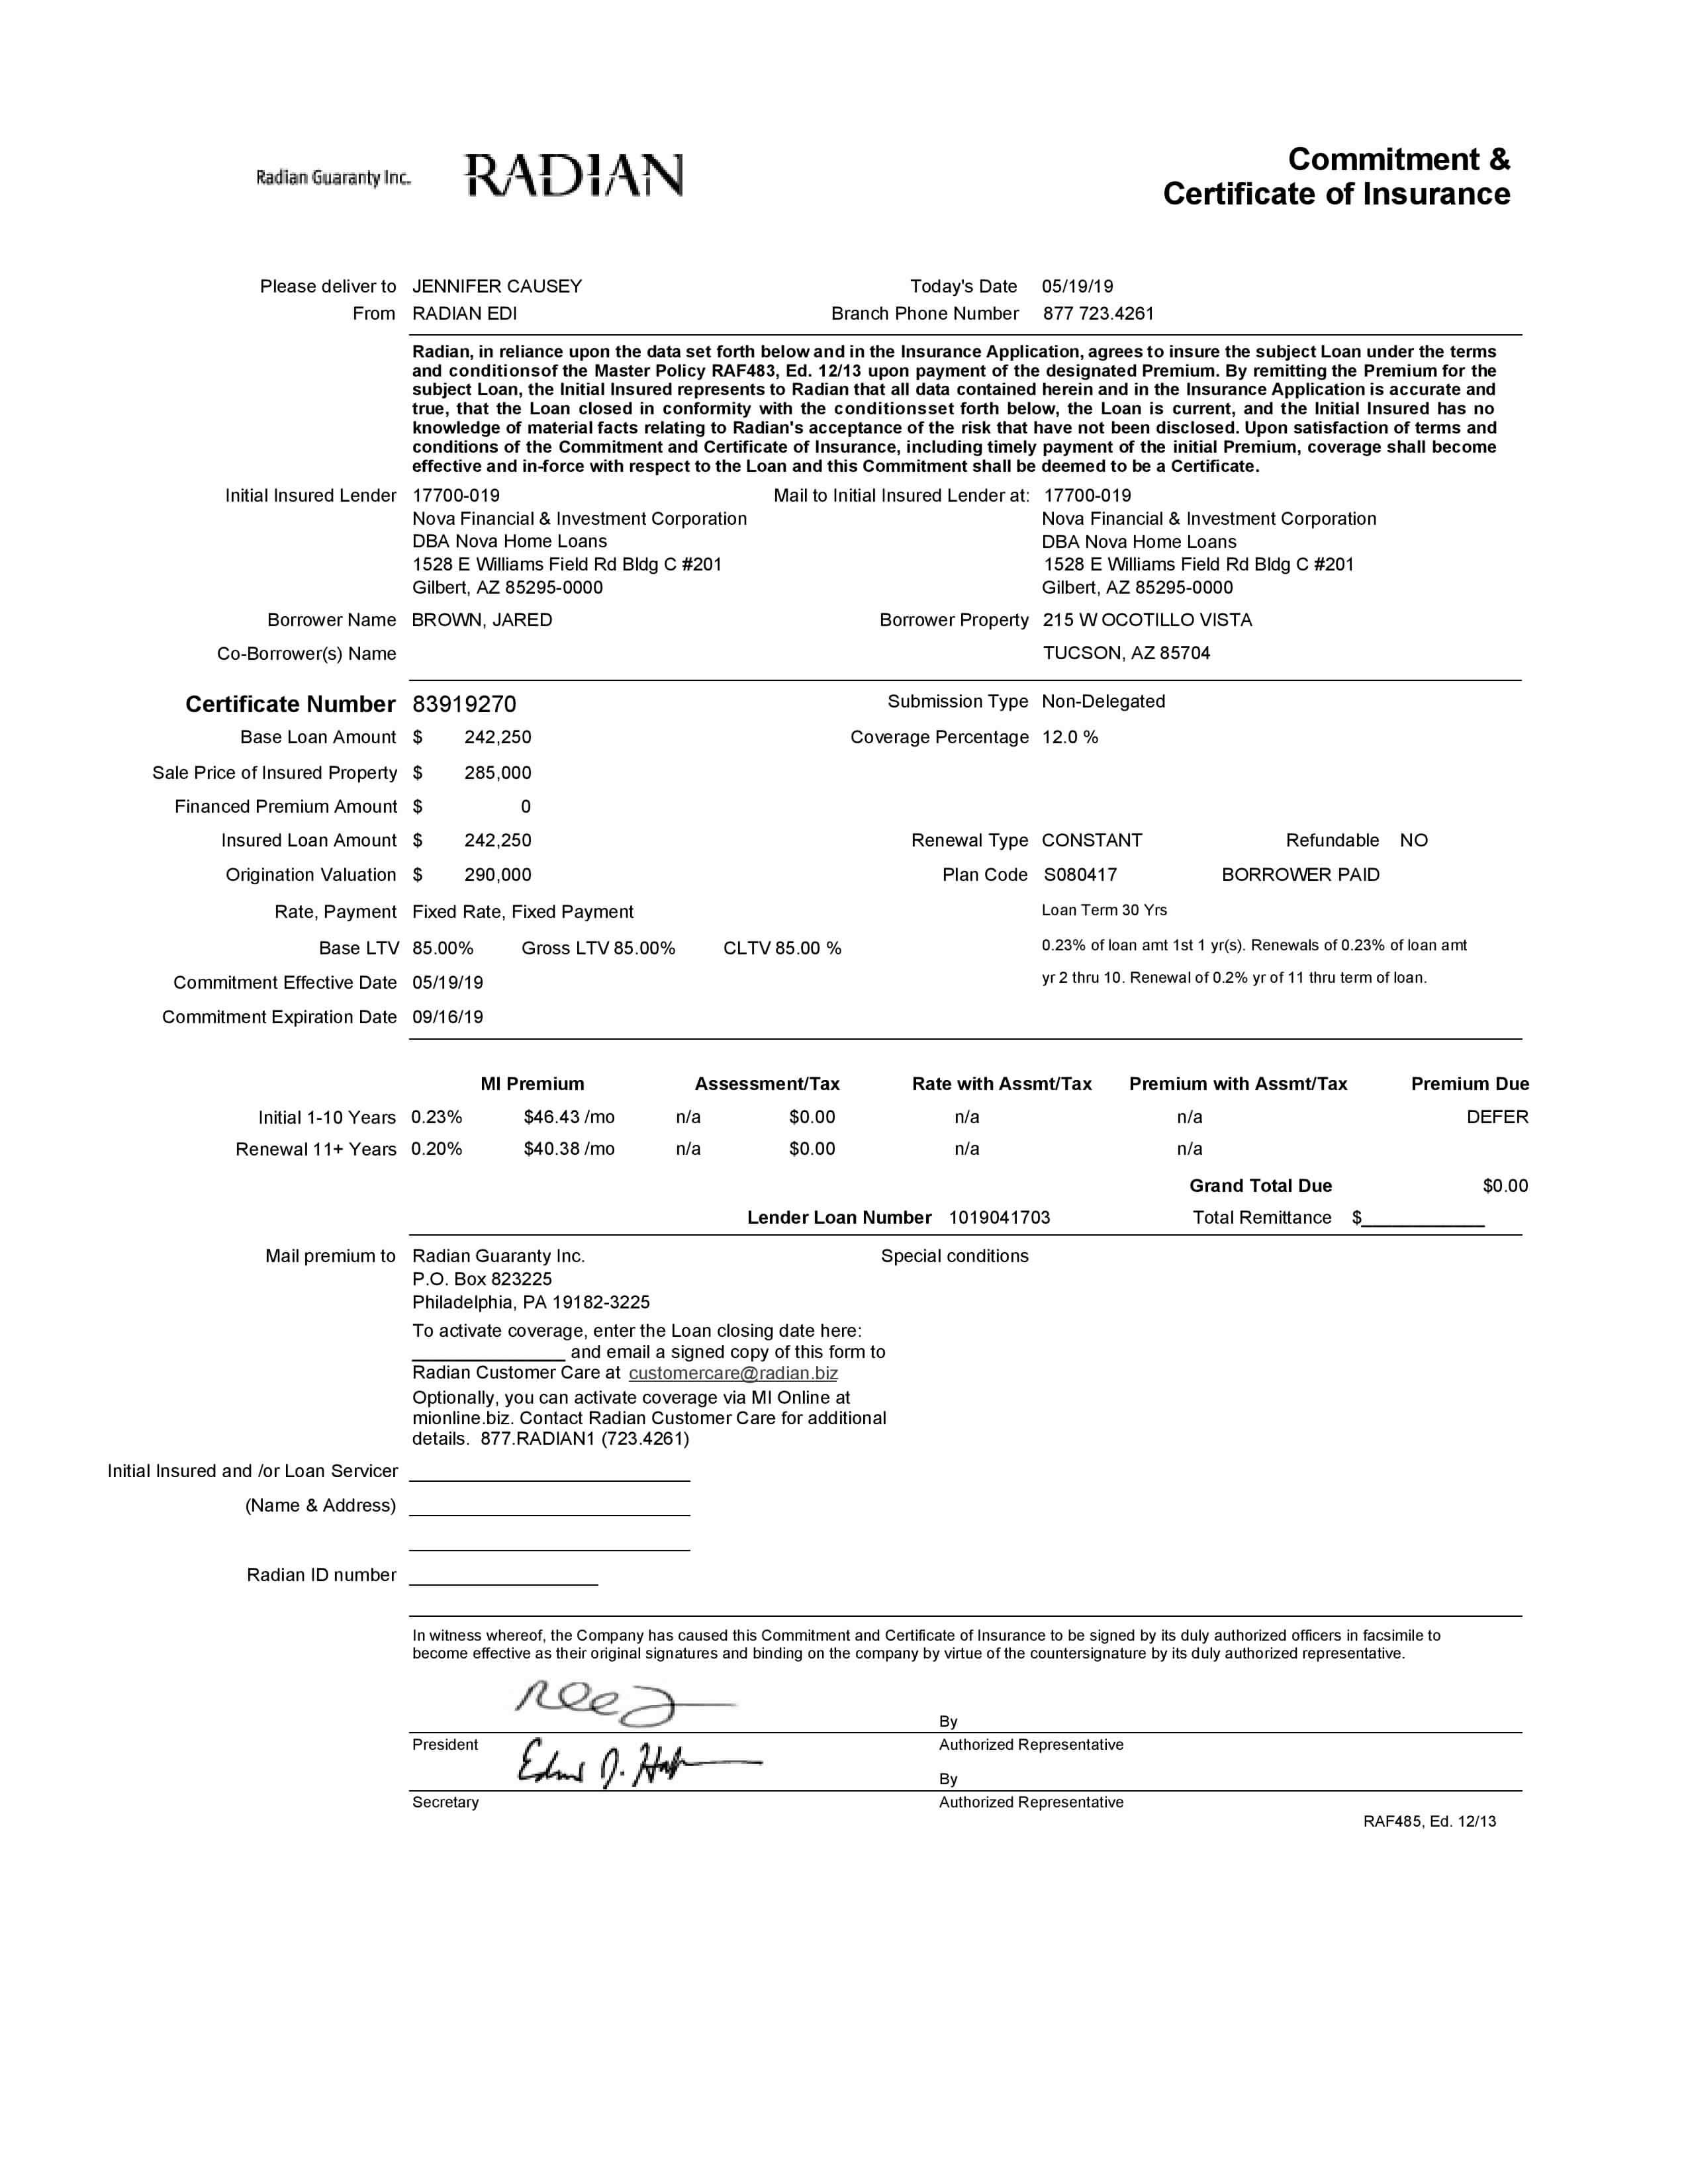 Radian Guaranty Inc. RADIAN
Commitment &
Certificate of Insurance
Please deliver to JENNIFER CAUSEY Today's Date 05/19/19
From RADIAN EDI Branch Phone Number 877 723.4261
Radian, in reliance upon the data set forth below and in the Insurance Application, agrees to insure the subject Loan under the terms
and conditionsof the Master Policy RAF483, Ed. 12/13 upon payment of the designated Premium. By remitting the Premium for the
subject Loan, the Initial Insured represents to Radian that all data contained herein and in the Insurance Application is accurate and
true, that the Loan closed in conformity with the conditionsset forth below, the Loan is current, and the Initial Insured has no
knowledge of material facts relating to Radian's acceptance of the risk that have not been disclosed. Upon satisfaction of terms and
conditions of the Commitment and Certificate of Insurance, including timely payment of the initial Premium, coverage shall become
effective and in-force with respect to the Loan and this Commitment shall be deemed to be a Certificate.
Initial Insured Lender 17700-019 Mail to Initial Insured Lender at: 17700-019
Nova Financial & Investment Corporation Nova Financial & Investment Corporation
DBA Nova Home Loans DBA Nova Home Loans
1528 E Williams Field Rd Bldg C #201 1528 E Williams Field Rd Bldg C #201
Gilbert, AZ 85295-0000 Gilbert, AZ 85295-0000
Borrower Name BROWN, JARED Borrower Property 215 W OCOTILLO VISTA
Co-Borrower(s) Name TUCSON, AZ 85704
Certificate Number 83919270 Submission Type Non-Delegated
Base Loan Amount $ 242,250 Coverage Percentage 12.0 %
Sale Price of Insured Property $ 285,000
Financed Premium Amount $ 0
Insured Loan Amount $ 242,250 Renewal Type CONSTANT Refundable NO
Origination Valuation $ 290,000 Plan Code S080417 BORROWER PAID
Rate, Payment Fixed Rate, Fixed Payment Loan Term 30 Yrs
Base LTV 85.00% Gross LTV 85.00% CLTV 85.00 % 0.23% of loan amt 1st 1 yr(s). Renewals of 0.23% of loan amt
Commitment Effective Date 05/19/19 yr 2 thru 10. Renewal of 0.2% yr of 11 thru term of loan.
Commitment Expiration Date 09/16/19
MI Premium Assessment/Tax Rate with Assmt/Tax Premium with Assmt/Tax Premium Due
Initial 1-10 Years 0.23% $46.43 /mo n/a $0.00 n/a n/a DEFER
Renewal 11+ Years 0.20% $40.38 /mo n/a $0.00 n/a n/a
Grand Total Due $0.00
Lender Loan Number 1019041703 Total Remittance $
Mail premium to Radian Guaranty Inc. Special conditions
P.O. Box 823225
Philadelphia, PA 19182-3225
To activate coverage, enter the Loan closing date here:
and email a signed copy of this form to
Radian Customer Care at customercare@radian.biz
Optionally, you can activate coverage via MI Online at
mionline.biz. Contact Radian Customer Care for additional
details. 877.RADIAN1 (723.4261)
Initial Insured and /or Loan Servicer
(Name & Address)
Radian ID number
In witness whereof, the Company has caused this Commitment and Certificate of Insurance to be signed by its duly authorized officers in facsimile to
become effective as their original signatures and binding on the company by virtue of the countersignature by its duly authorized representative.
By
President Authorized Representative
By
Secretary Authorized Representative
RAF485, Ed. 12/13